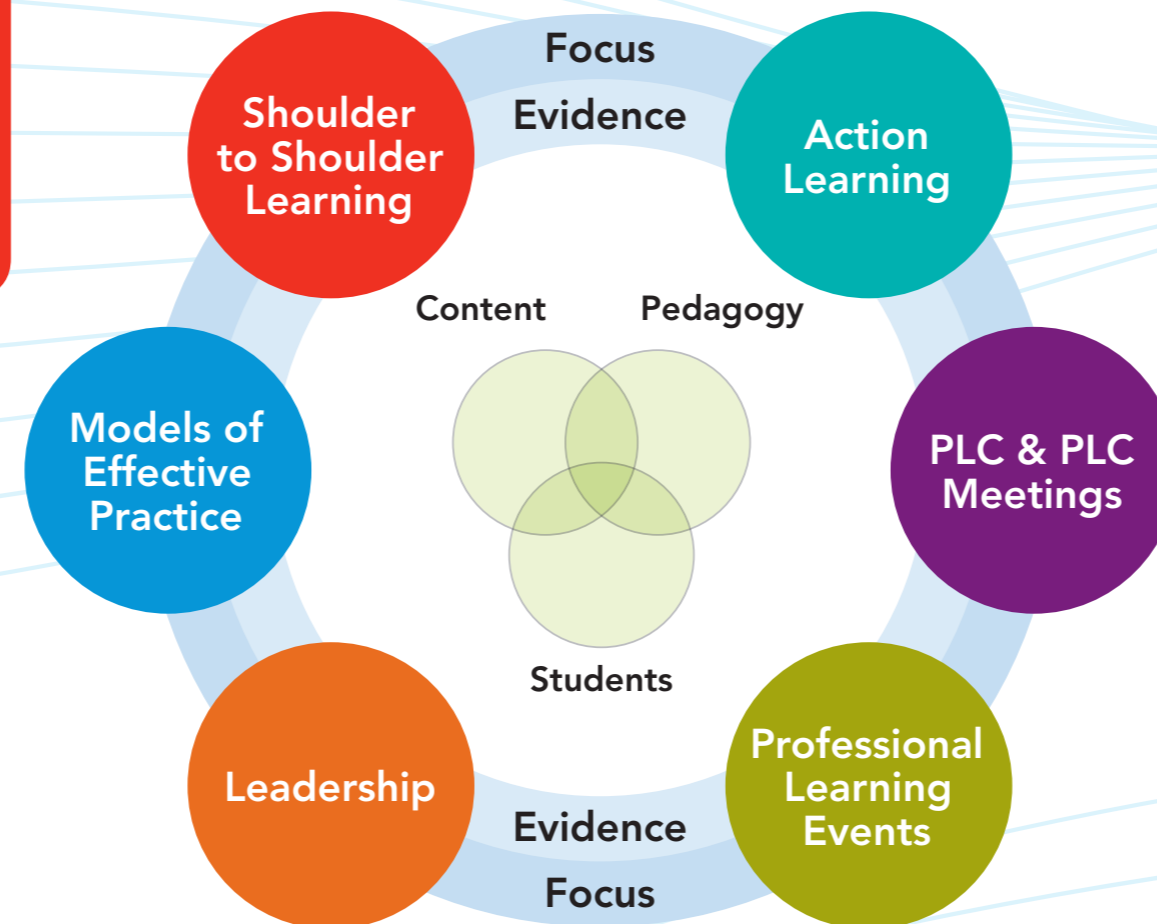 Focus
Evidence
Shoulder
to Shoulder
Learning
Action
Learning
Content
Pedagogy
Models of
Effective
Practice
PLC & PLC
Meetings
Students
Leadership
Professional
Learning
Events
Evidence
Focus